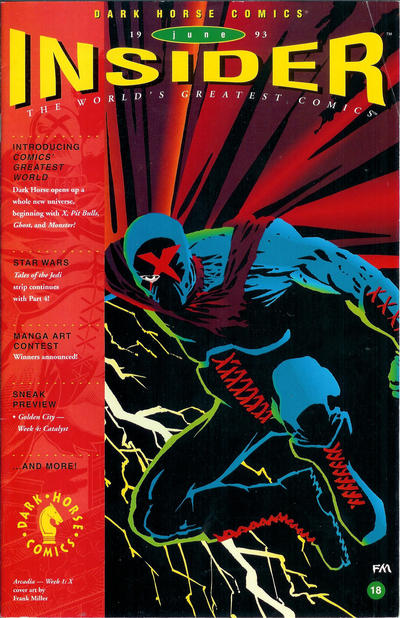 DARK HORSE COMICS®
19 june 93
INSIDER™
THE WORLD'S GREATEST COMICS
INTRODUCING
COMICS'
GREATEST
WORLD
Dark Horse opens up a
whole new universe,
beginning with X, Pit Bulls,
Ghost, and Monster!
STAR WARS
Tales of the Jedi
strip continues
with Part 4!
MANGA ART
CONTEST
Winners announced!
SNEAK
PREVIEW
• Golden City —
Week 4: Catalyst
...AND MORE!
DARK • HORSE
• COMICS •
Arcadia — Week 1: X
cover art by
Frank Miller
FM
18